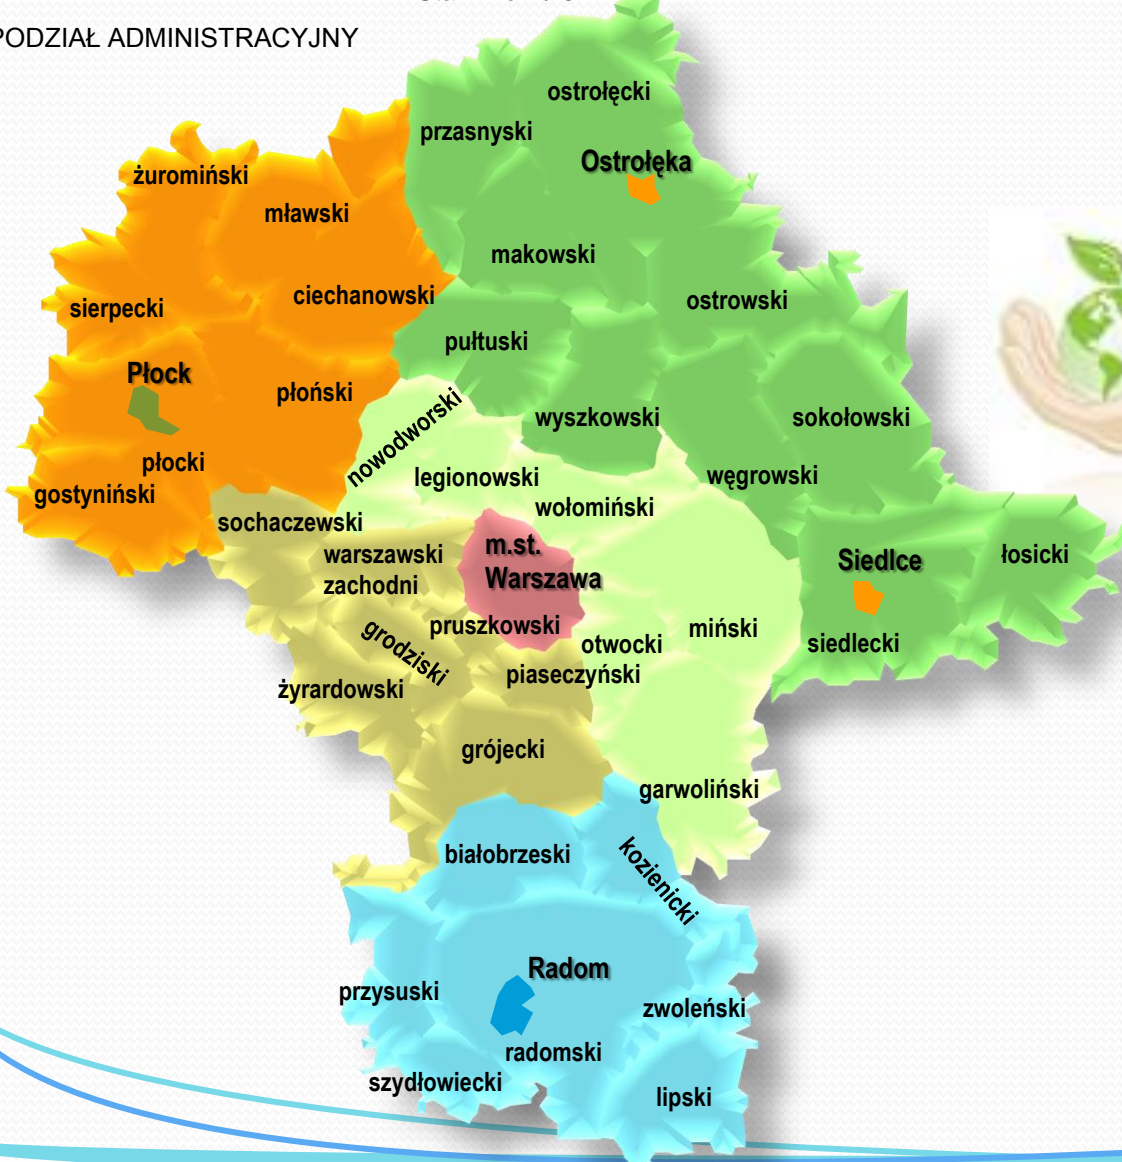 PODZIAŁ ADMINISTRACYJNY
ostrołęcki
przasnyski
Ostrołęka
żuromiński
mławski
makowski
ciechanowski
ostrowski
sierpecki
pułtuski
Płock
płoński
nowodworski
wyszkowski
sokołowski
płocki
legionowski
węgrowski
gostyniński
wołomiński
sochaczewski
warszawski
zachodni
m.st.
Warszawa
Siedlce
łosicki
pruszkowski
miński
grodziski
otwocki
siedlecki
piaseczyński
żyrardowski
grójecki
garwoliński
białobrzeski
kozienicki
Radom
przysuski
zwoleński
radomski
szydłowiecki
lipski